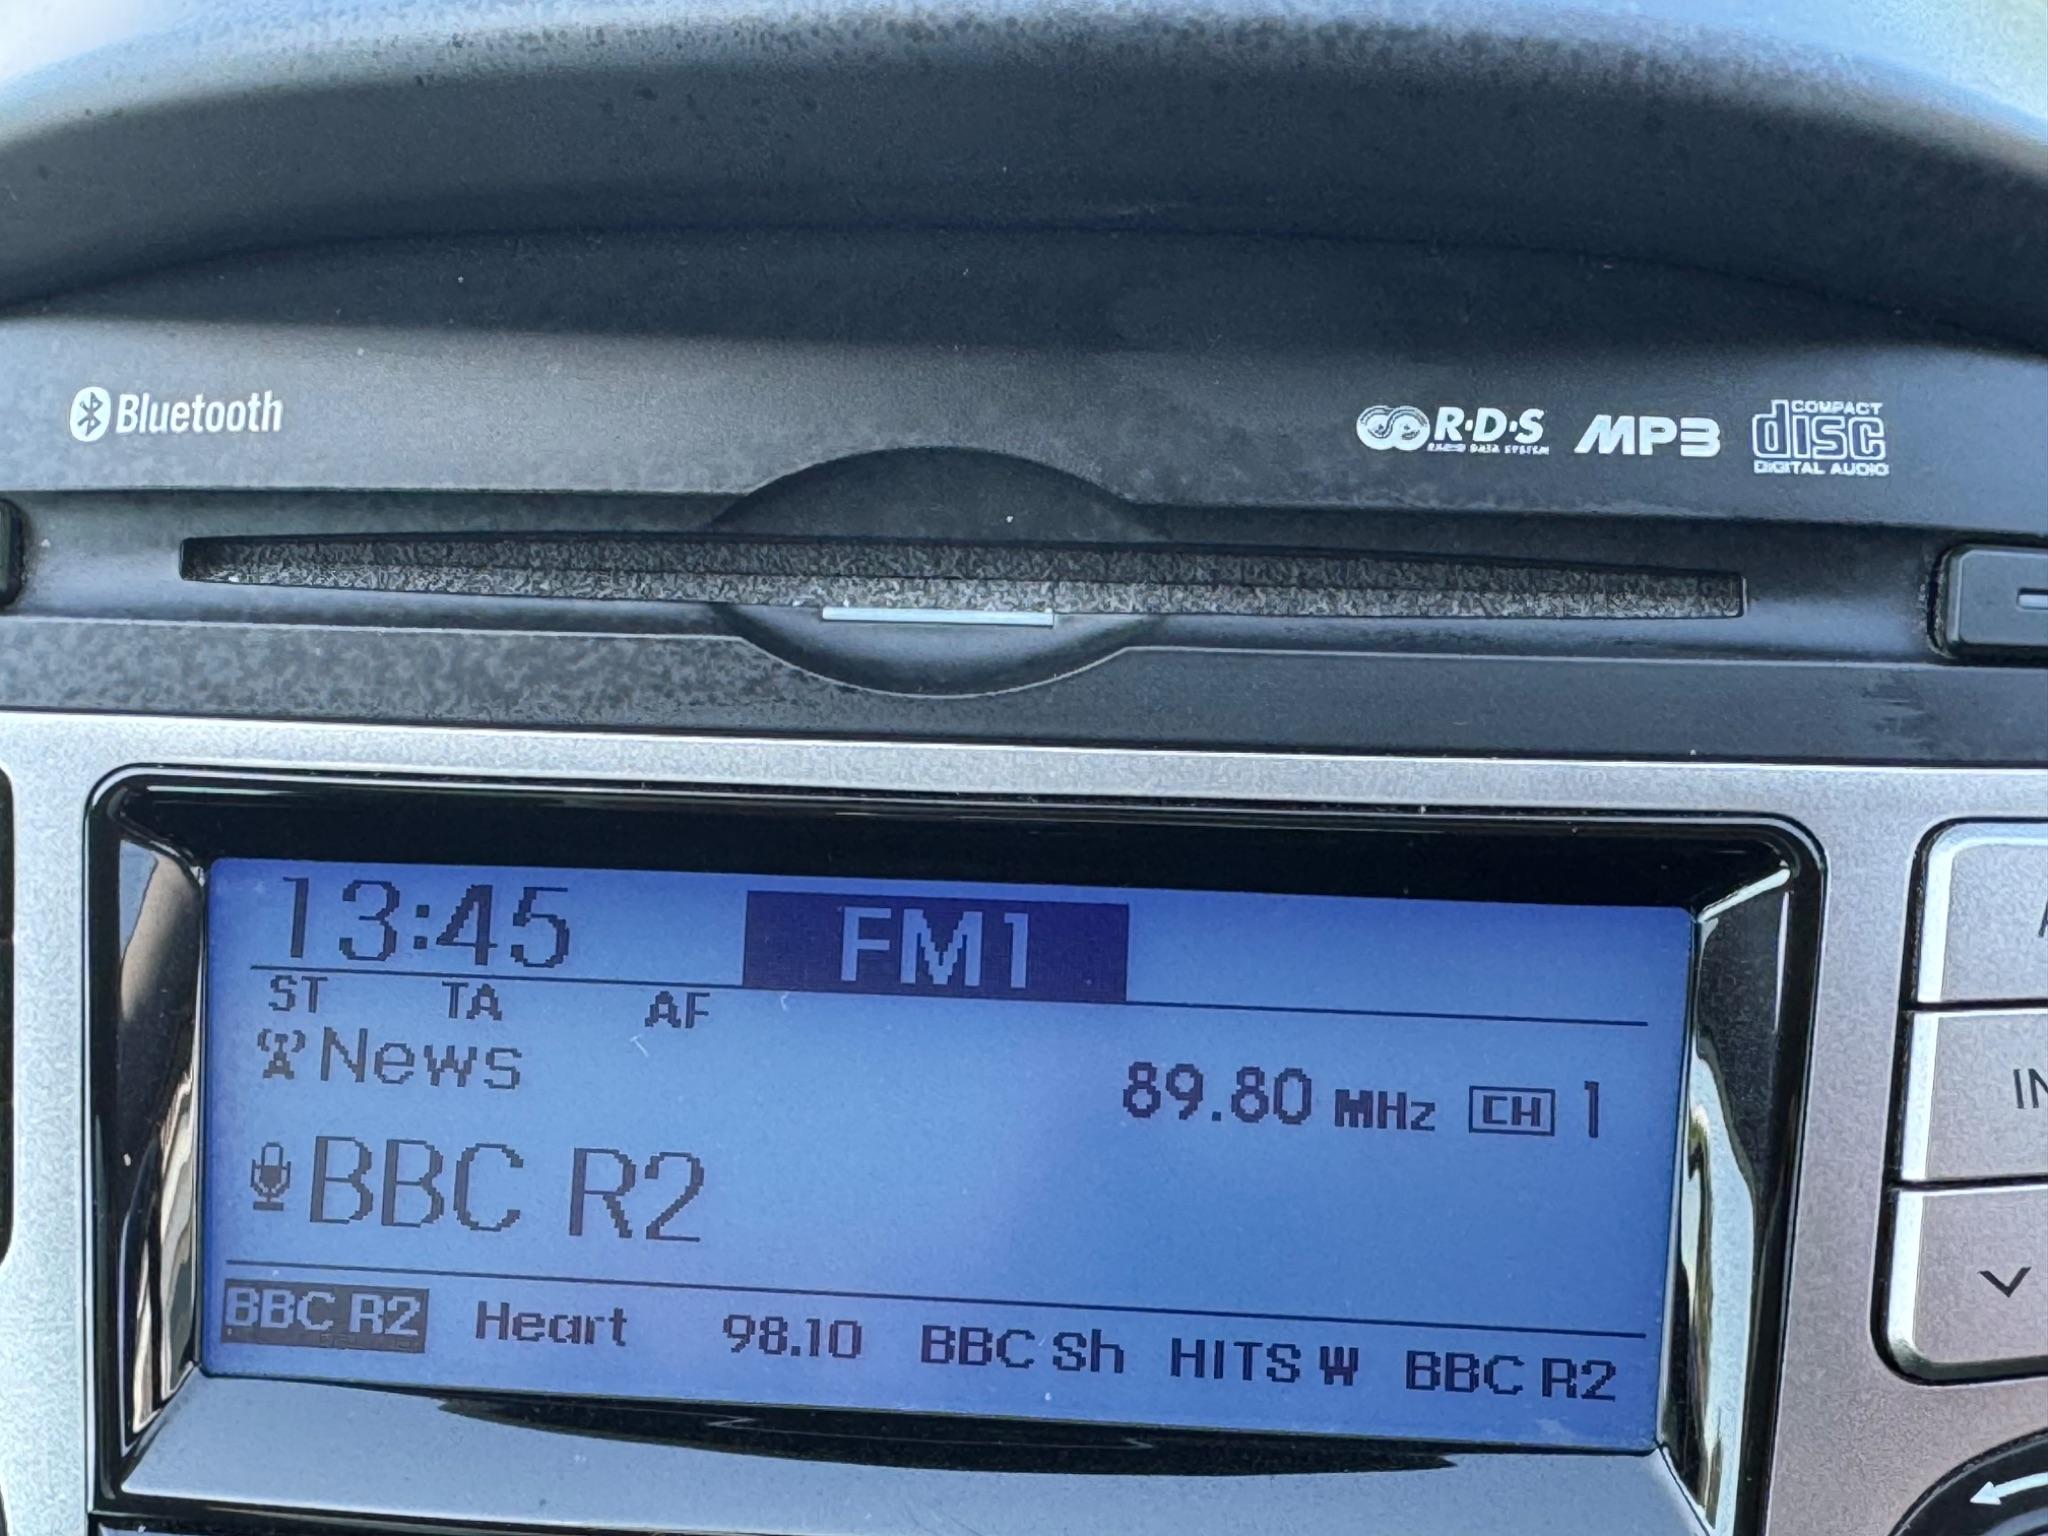 Bluetooth
R·D·S MP3 COMPACT disc
RADIO DATA SYSTEM DIGITAL AUDIO
13:45 FM1
ST TA AF
News
89.80 MHz CH 1
BBC R2
BBC R2 Heart 98.10 BBC Sh HITS W BBC R2